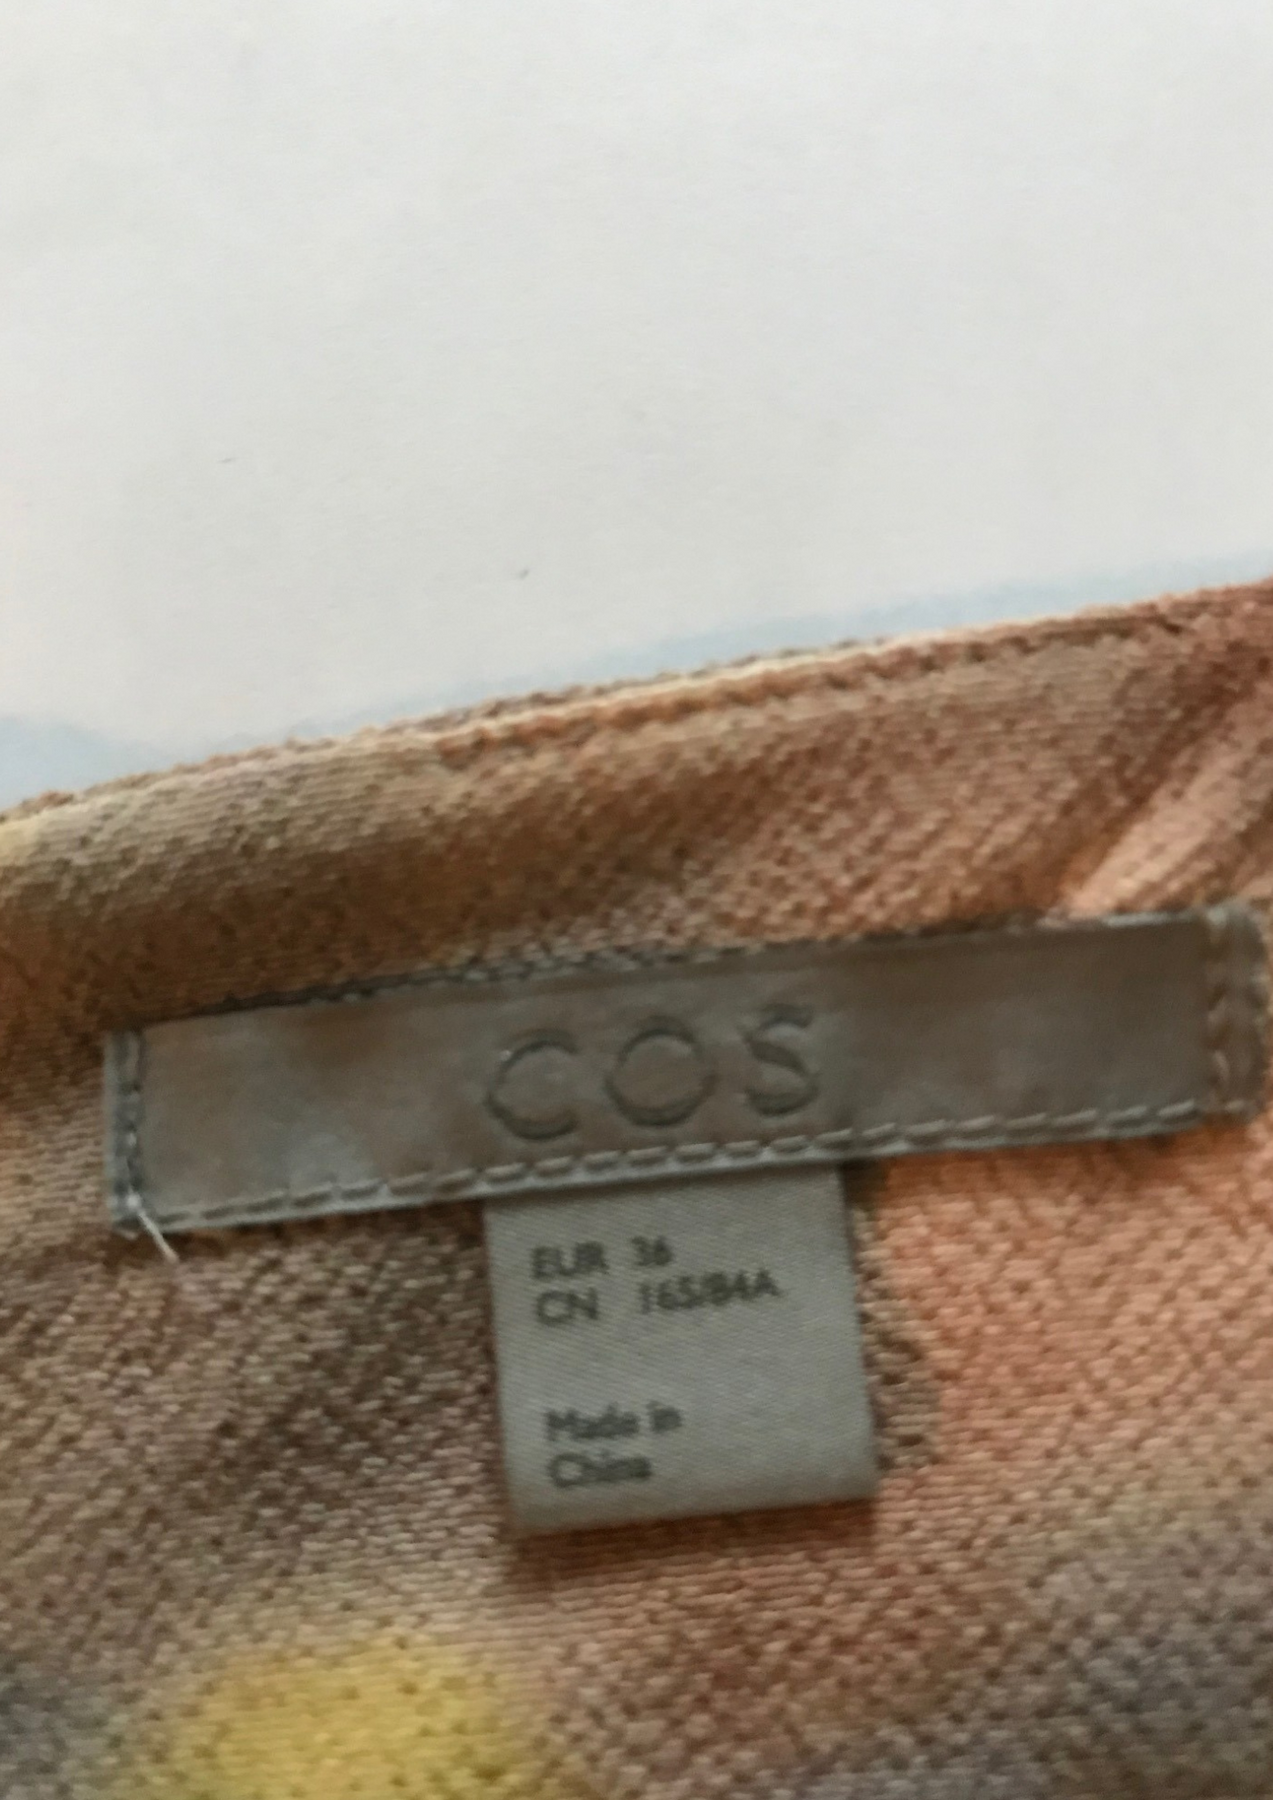 COS
EUR 36
CN 165/84A
Made in
China